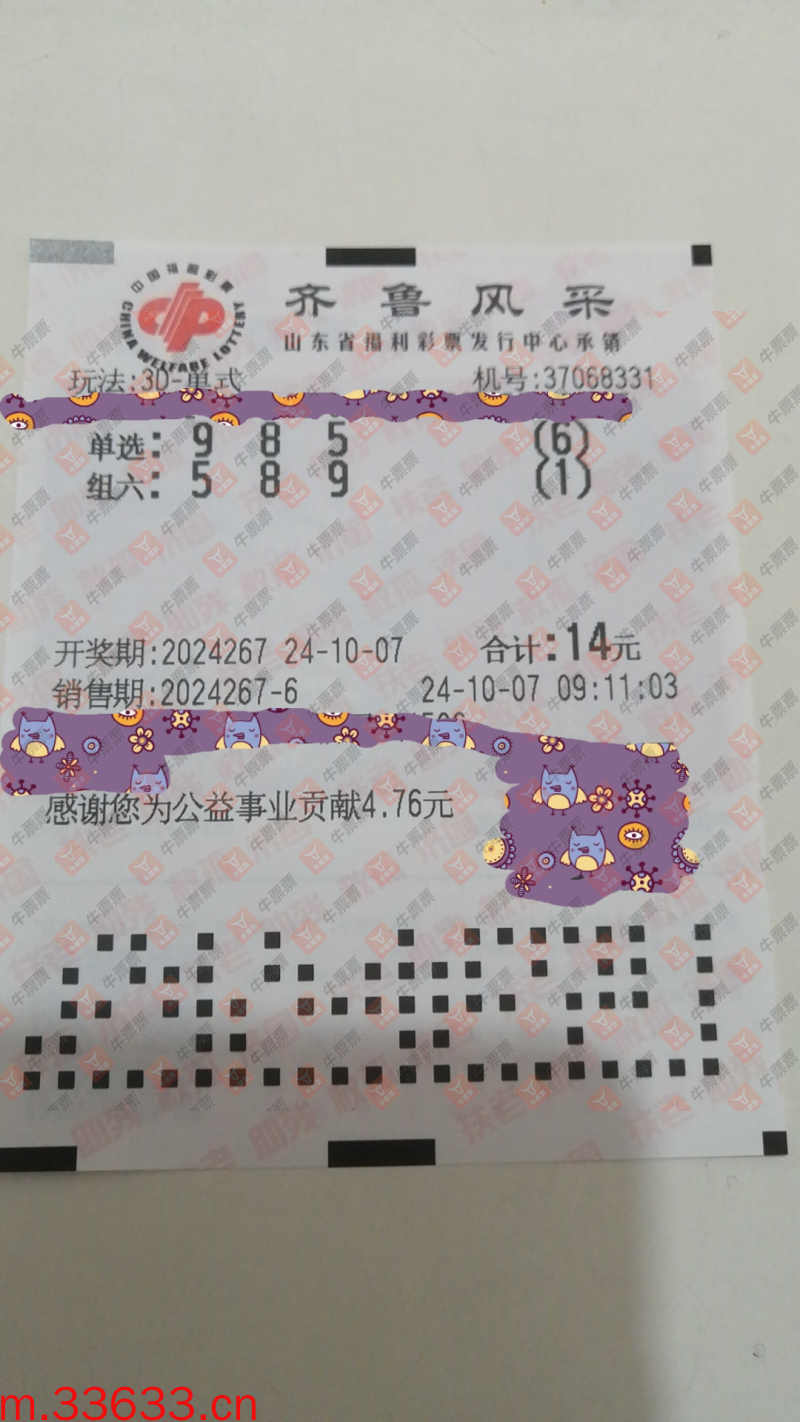 中国福利彩票
CHINA WELFARE LOTTERY
齐鲁风采
山东省福利彩票发行中心承销
玩法:3D-单式 机号:37068331
单选: 9 8 5 (6)
组六: 5 8 9 (1)
开奖期:2024267 24-10-07 合计:14元
销售期:2024267-6 24-10-07 09:11:03
感谢您为公益事业贡献4.76元
牛票票
m.33633.cn